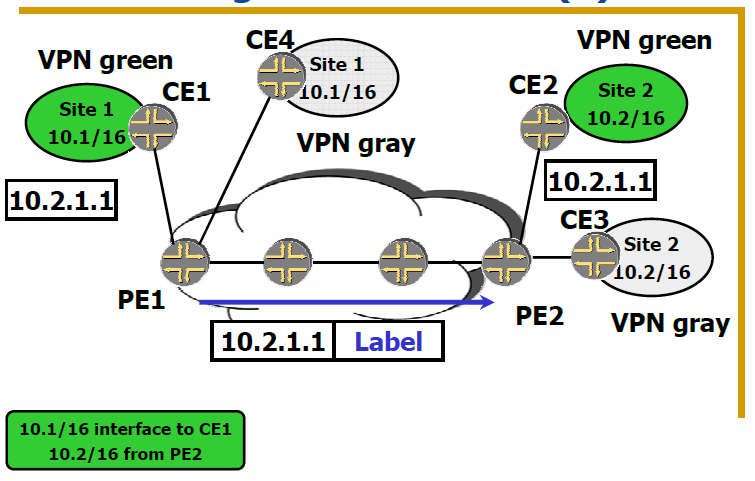 VPN green
CE1
Site 1
10.1/16
CE4
Site 1
10.1/16
VPN gray
VPN green
CE2
Site 2
10.2/16
10.2.1.1
10.2.1.1
CE3
Site 2
10.2/16
VPN gray
PE1
PE2
10.2.1.1
Label
10.1/16 interface to CE1
10.2/16 from PE2